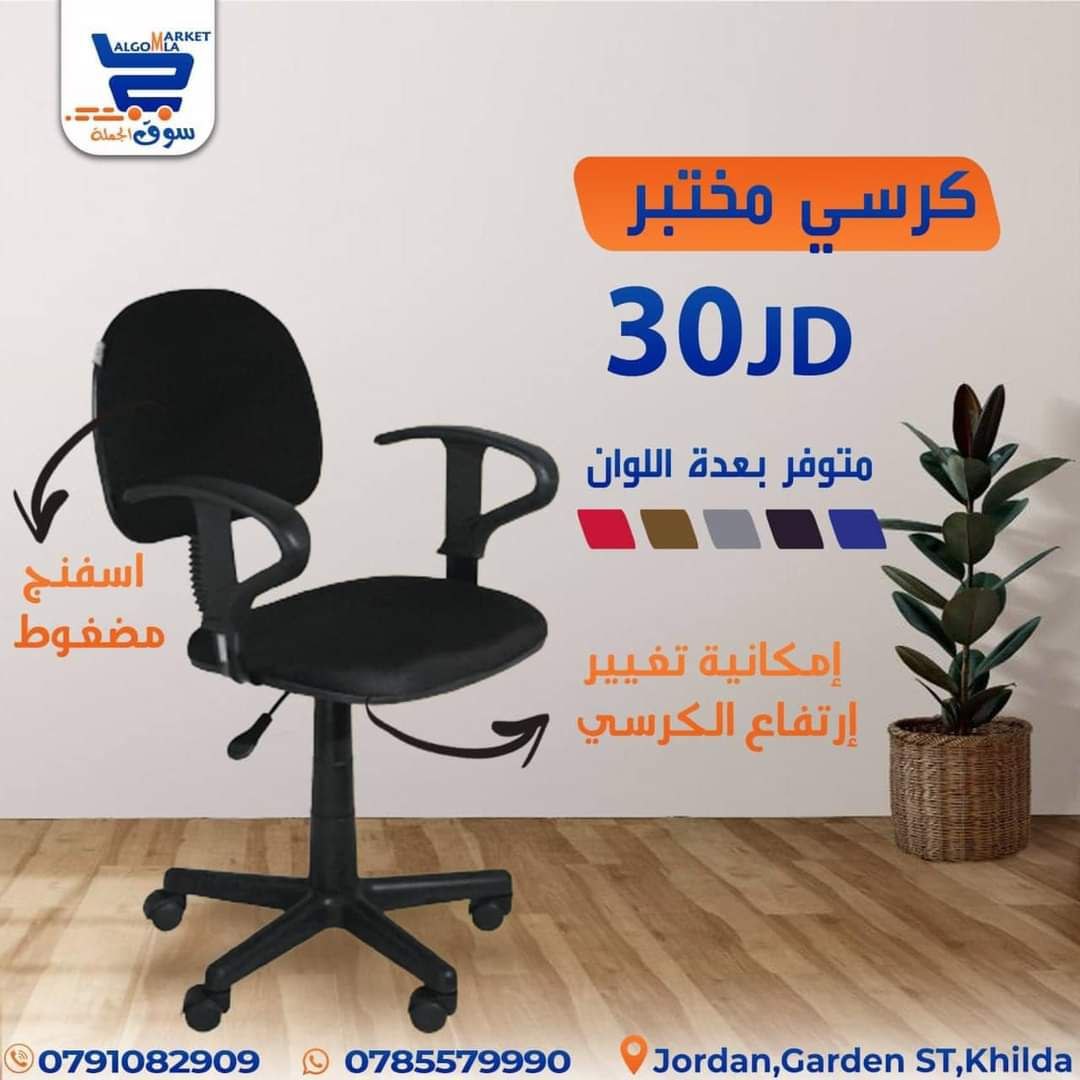 MARKET
ALGOMLA
سوق الجملة
كرسي مختبر
30JD
متوفر بعدة اللوان
اسفنج
مضغوط
إمكانية تغيير
إرتفاع الكرسي
0791082909
0785579990
Jordan,Garden ST,Khilda